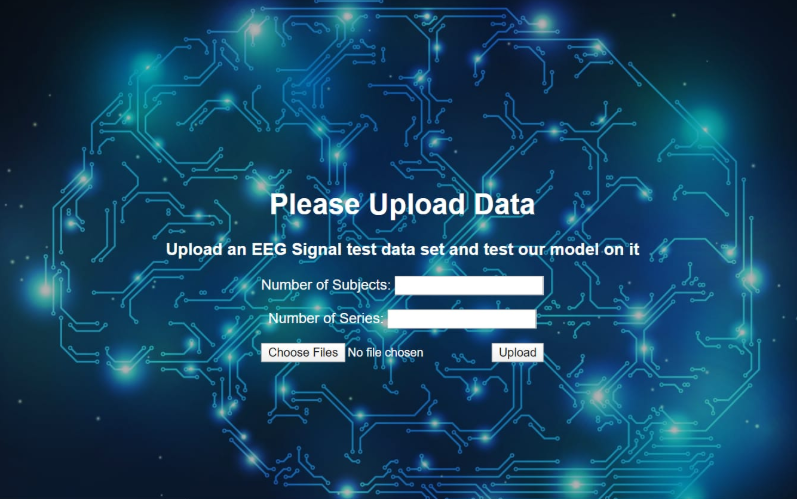 Please Upload Data
Upload an EEG Signal test data set and test our model on it
Number of Subjects:
Number of Series:
Choose Files No file chosen Upload